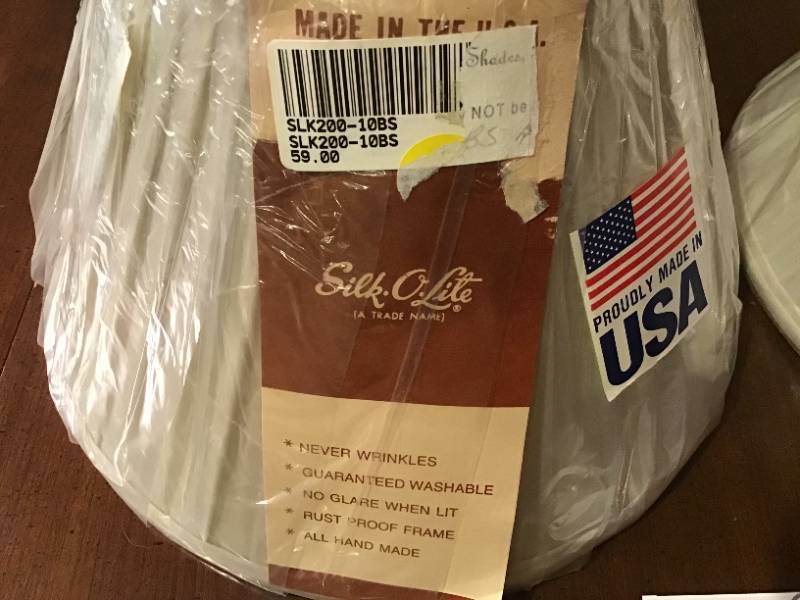 MADE IN THE U.S.A.
Shades,
SLK200-10BS
NOT be
SLK200-10BS
BS
59.00
Silk·O·Lite®
(A TRADE NAME)
PROUDLY MADE IN
USA
* NEVER WRINKLES
* GUARANTEED WASHABLE
* NO GLARE WHEN LIT
* RUST PROOF FRAME
* ALL HAND MADE